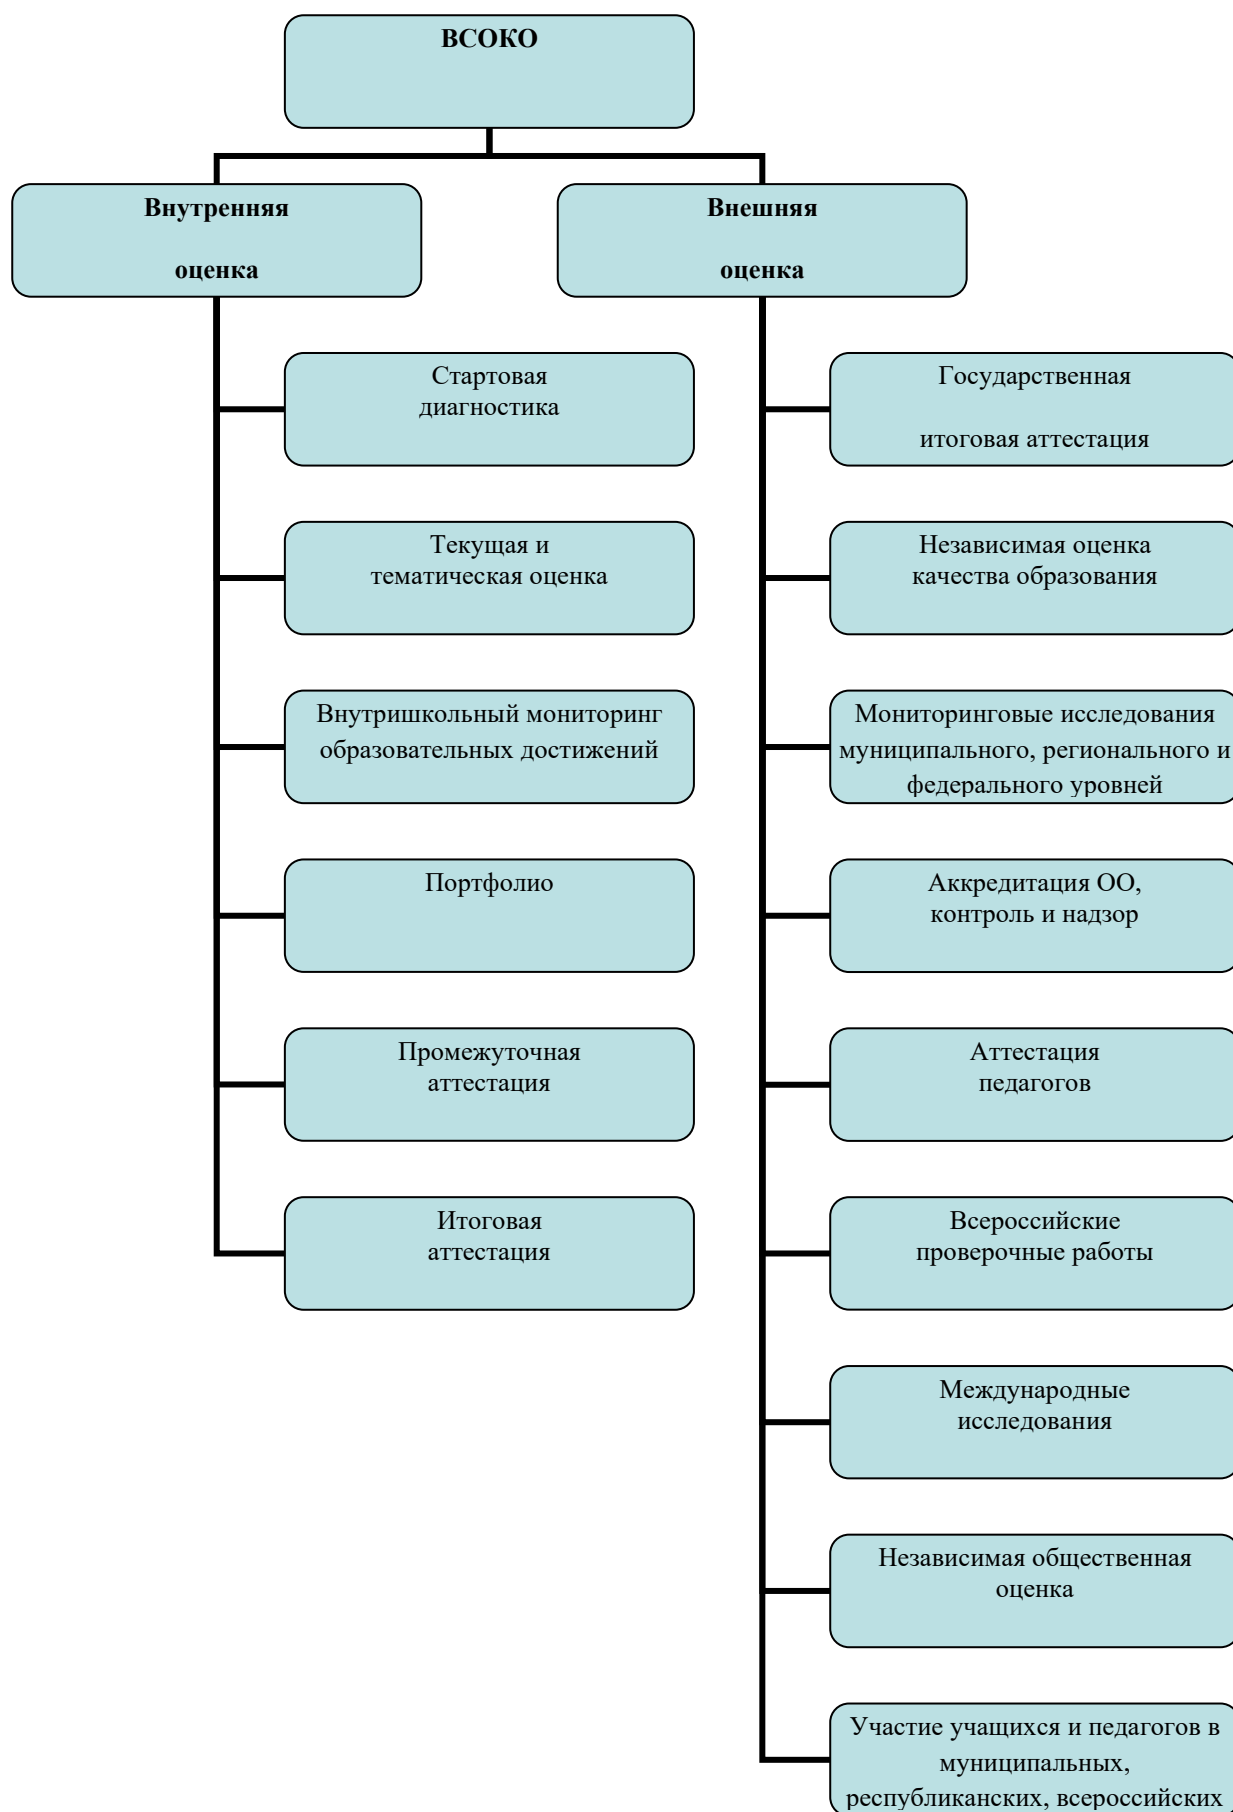 ВСОКО
Внутренняя
оценка
Внешняя
оценка
Стартовая
диагностика
Текущая и
тематическая оценка
Внутришкольный мониторинг
образовательных достижений
Портфолио
Промежуточная
аттестация
Итоговая
аттестация
Государственная
итоговая аттестация
Независимая оценка
качества образования
Мониторинговые исследования
муниципального, регионального и
федерального уровней
Аккредитация ОО,
контроль и надзор
Аттестация
педагогов
Всероссийские
проверочные работы
Международные
исследования
Независимая общественная
оценка
Участие учащихся и педагогов в
муниципальных,
республиканских, всероссийских